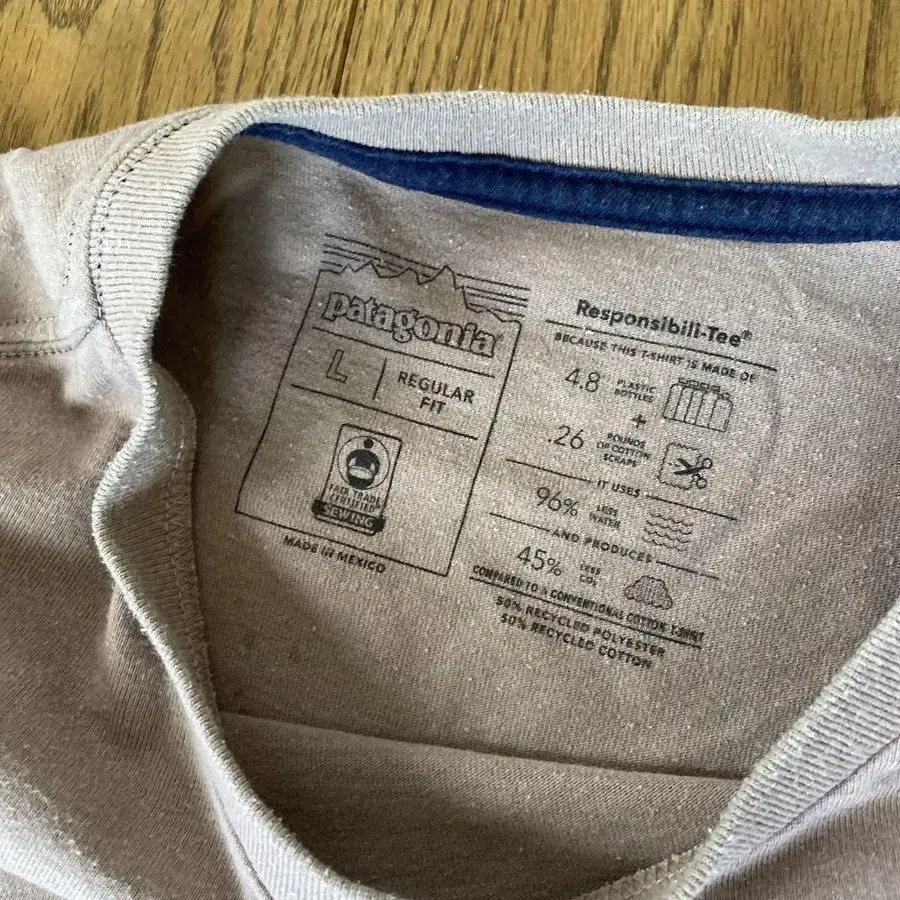 patagonia
L
REGULAR
FIT
FAIR TRADE
CERTIFIED
SEWING
MADE IN MEXICO
Responsibili-Tee®
BECAUSE THIS T-SHIRT IS MADE OF
4.8 PLASTIC
BOTTLES
+
.26 POUNDS
OF COTTON
SCRAPS
IT USES
96% LESS
WATER
AND PRODUCES
45% LESS
CO₂
COMPARED TO A CONVENTIONAL COTTON T-SHIRT
50% RECYCLED POLYESTER
50% RECYCLED COTTON